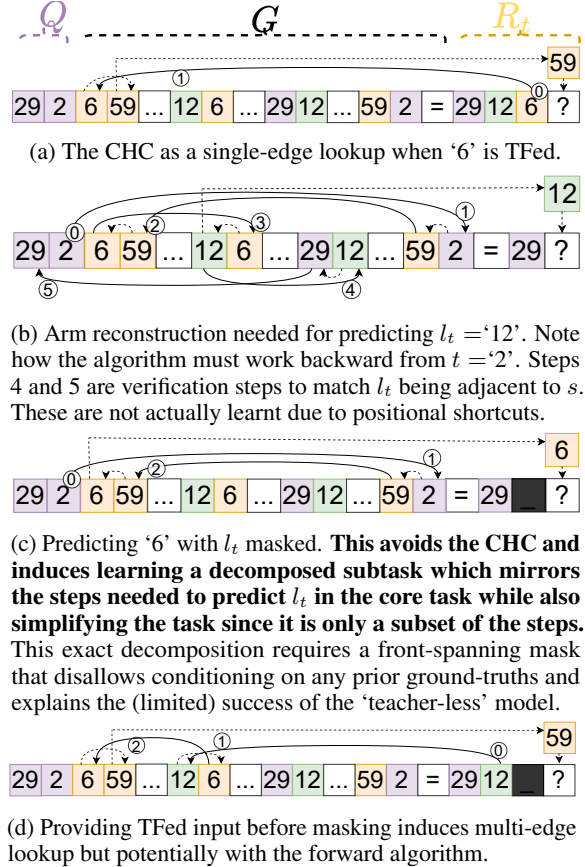 Q G R_t
59
① ⓪
29 2 6 59 ... 12 6 ... 29 12 ... 59 2 = 29 12 6 ?
(a) The CHC as a single-edge lookup when ‘6’ is TFed.
12
⓪ ② ③ ①
29 2 6 59 ... 12 6 ... 29 12 ... 59 2 = 29 ?
⑤ ④
(b) Arm reconstruction needed for predicting l_t =‘12’. Note
how the algorithm must work backward from t =‘2’. Steps
4 and 5 are verification steps to match l_t being adjacent to s.
These are not actually learnt due to positional shortcuts.
6
⓪ ② ①
29 2 6 59 ... 12 6 ... 29 12 ... 59 2 = 29 _ ?
(c) Predicting ‘6’ with l_t masked. This avoids the CHC and
induces learning a decomposed subtask which mirrors
the steps needed to predict l_t in the core task while also
simplifying the task since it is only a subset of the steps.
This exact decomposition requires a front-spanning mask
that disallows conditioning on any prior ground-truths and
explains the (limited) success of the ‘teacher-less’ model.
59
② ① ⓪
29 2 6 59 ... 12 6 ... 29 12 ... 59 2 = 29 12 _ ?
(d) Providing TFed input before masking induces multi-edge
lookup but potentially with the forward algorithm.